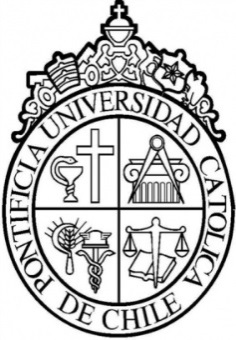 PONTIFICIA UNIVERSIDAD CATOLICA
DE CHILE